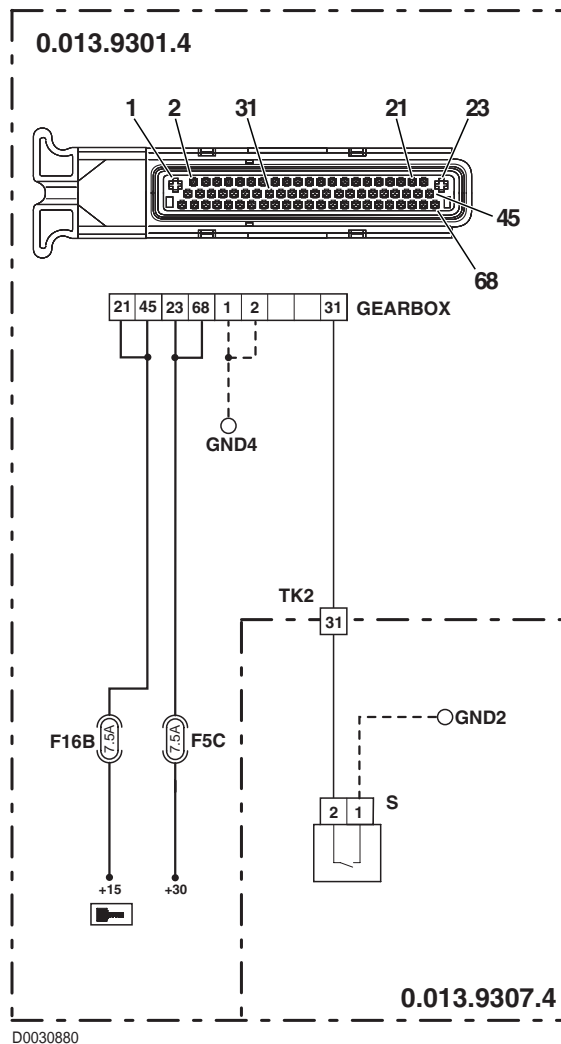 0.013.9301.4
1 2 31 21 23
45
68
21 45 23 68 1 2 31 GEARBOX
GND4
TK2
31
F16B 7.5A 7.5A F5C
GND2
2 1 S
+15 +30
0.013.9307.4
D0030880